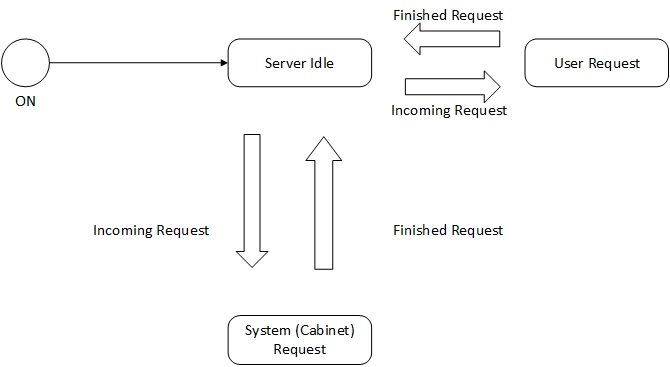 Finished Request
Server Idle
User Request
ON
Incoming Request
Incoming Request
Finished Request
System (Cabinet)
Request